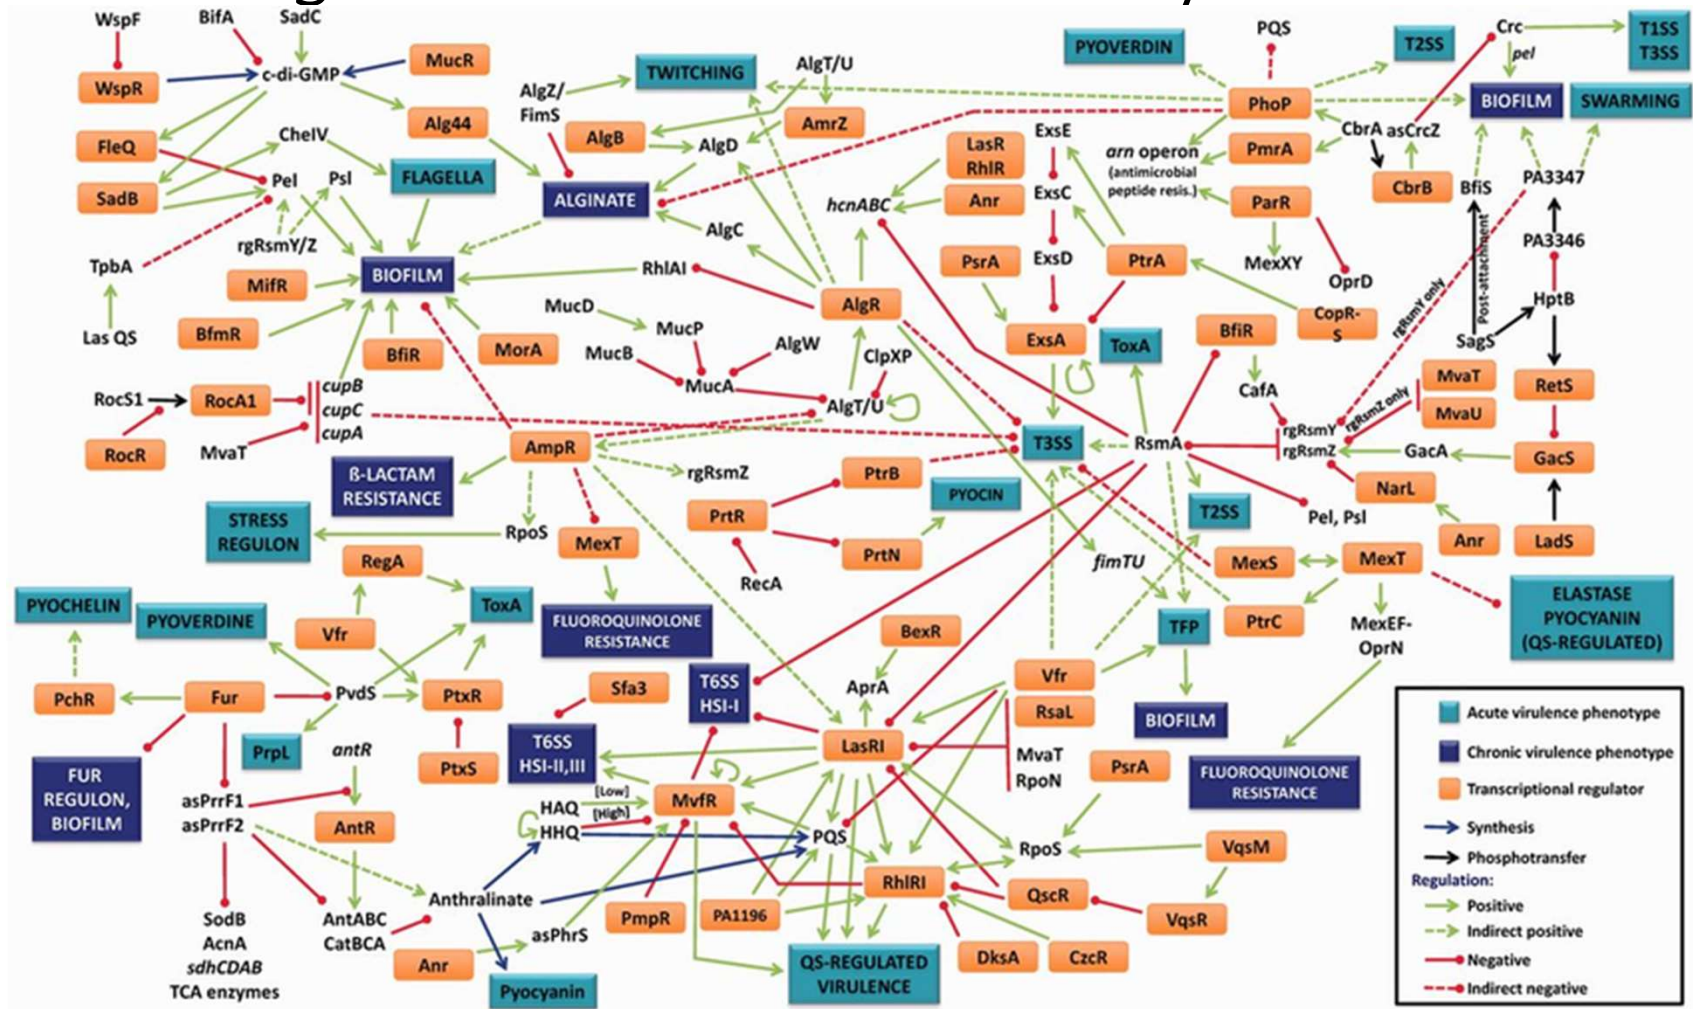 WspF
BifA
SadC
WspR
c-di-GMP
MucR
FleQ
CheIV
Alg44
SadB
Pel
Psl
FLAGELLA
rgRsmY/Z
TpbA
MifR
BIOFILM
Las QS
BfmR
BfiR
MorA
RocS1
RocA1
cupB
cupC
cupA
RocR
MvaT
AlgZ/
FimS
TWITCHING
AlgT/U
AlgB
AlgD
AmrZ
ALGINATE
AlgC
RhlAI
AlgR
MucD
MucP
MucB
AlgW
ClpXP
MucA
AlgT/U
hcnABC
LasR
RhlR
Anr
ExsE
ExsC
ExsD
PsrA
PtrA
ExsA
ToxA
CopR-
S
PYOVERDIN
PQS
T2SS
PhoP
arn operon
(antimicrobial
peptide resis.)
PmrA
ParR
MexXY
OprD
Crc
pel
T1SS
T3SS
BIOFILM
SWARMING
CbrA
asCrcZ
CbrB
BfiS
PA3347
Post-attachment
PA3346
HptB
SagS
rgRsmY only
BfiR
CafA
rgRsmZ only
MvaT
MvaU
RetS
rgRsmY
rgRsmZ
GacA
GacS
NarL
Anr
LadS
RsmA
T3SS
T2SS
Pel, Psl
AmpR
ß-LACTAM
RESISTANCE
rgRsmZ
PtrB
PYOCIN
PrtR
PrtN
RecA
STRESS
REGULON
RpoS
MexT
FLUOROQUINOLONE
RESISTANCE
fimTU
MexS
MexT
PtrC
TFP
MexEF-
OprN
ELASTASE
PYOCYANIN
(QS-REGULATED)
RegA
PYOCHELIN
PYOVERDINE
ToxA
Vfr
PchR
Fur
PvdS
PtxR
PtxS
PrpL
antR
FUR
REGULON,
BIOFILM
asPrrF1
asPrrF2
AntR
SodB
AcnA
sdhCDAB
TCA enzymes
AntABC
CatBCA
Anthralinate
Anr
asPhrS
Pyocyanin
Sfa3
T6SS
HSI-I
T6SS
HSI-II,III
BexR
AprA
LasRI
Vfr
RsaL
MvaT
RpoN
BIOFILM
PsrA
FLUOROQUINOLONE
RESISTANCE
HAQ
[Low]
HHQ
[High]
MvfR
PQS
RpoS
VqsM
RhlRI
QscR
VqsR
PmpR
PA1196
DksA
CzcR
QS-REGULATED
VIRULENCE
Acute virulence phenotype
Chronic virulence phenotype
Transcriptional regulator
Synthesis
Phosphotransfer
Regulation:
Positive
Indirect positive
Negative
Indirect negative